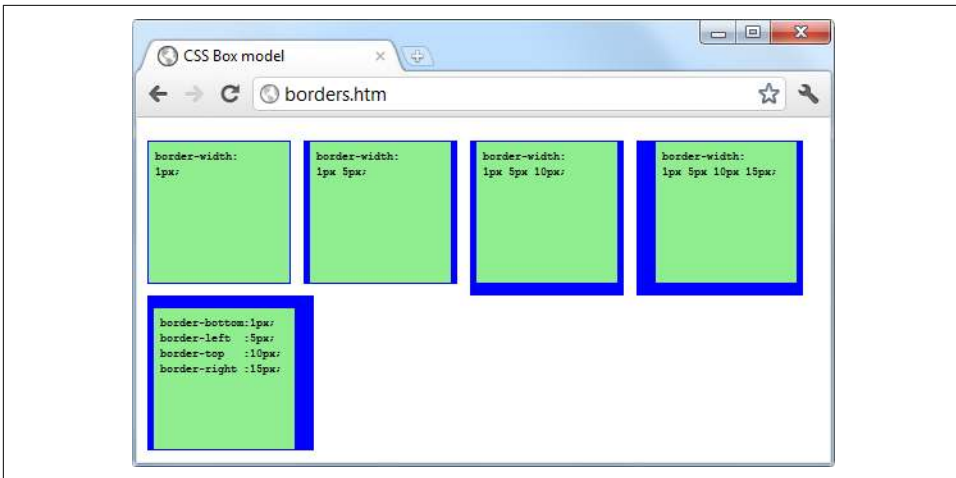 CSS Box model
borders.htm
border-width:
1px;
border-width:
1px 5px;
border-width:
1px 5px 10px;
border-width:
1px 5px 10px 15px;
border-bottom:1px;
border-left  :5px;
border-top   :10px;
border-right :15px;